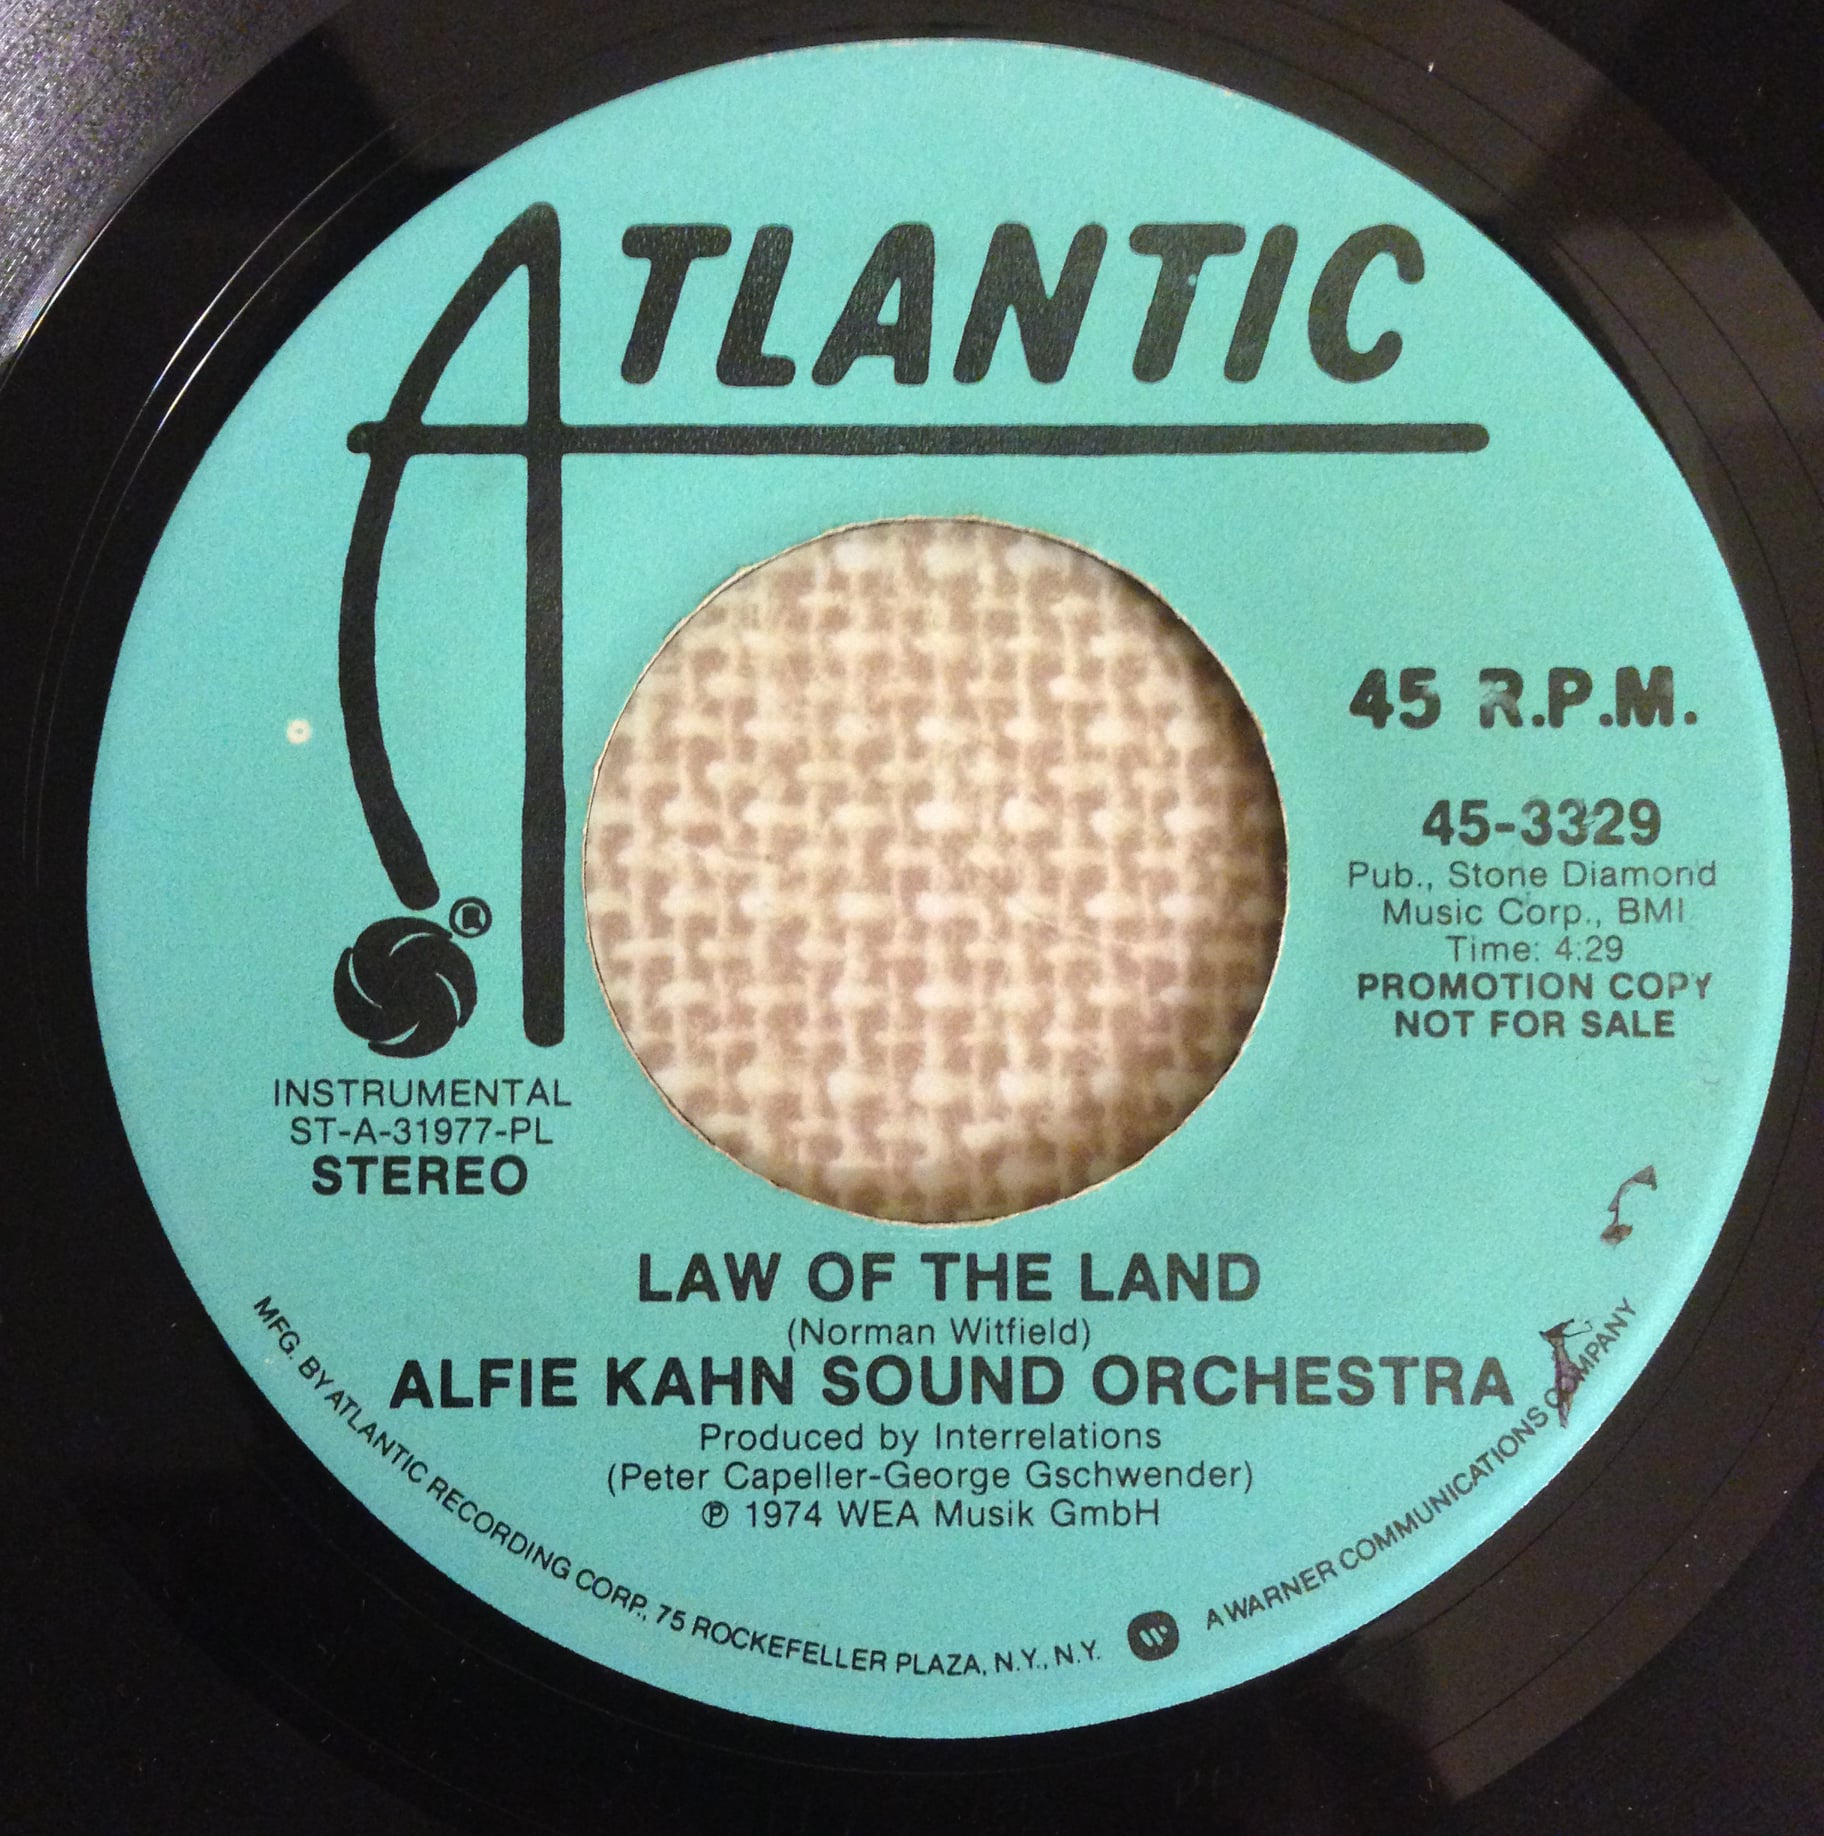 ATLANTIC
®
45 R.P.M.
45-3329
Pub., Stone Diamond
Music Corp., BMI
Time: 4:29
PROMOTION COPY
NOT FOR SALE
INSTRUMENTAL
ST-A-31977-PL
STEREO
LAW OF THE LAND
(Norman Witfield)
ALFIE KAHN SOUND ORCHESTRA
Produced by Interrelations
(Peter Capeller-George Gschwender)
℗ 1974 WEA Musik GmbH
MFG. BY ATLANTIC RECORDING CORP., 75 ROCKEFELLER PLAZA, N.Y., N.Y. A WARNER COMMUNICATIONS COMPANY